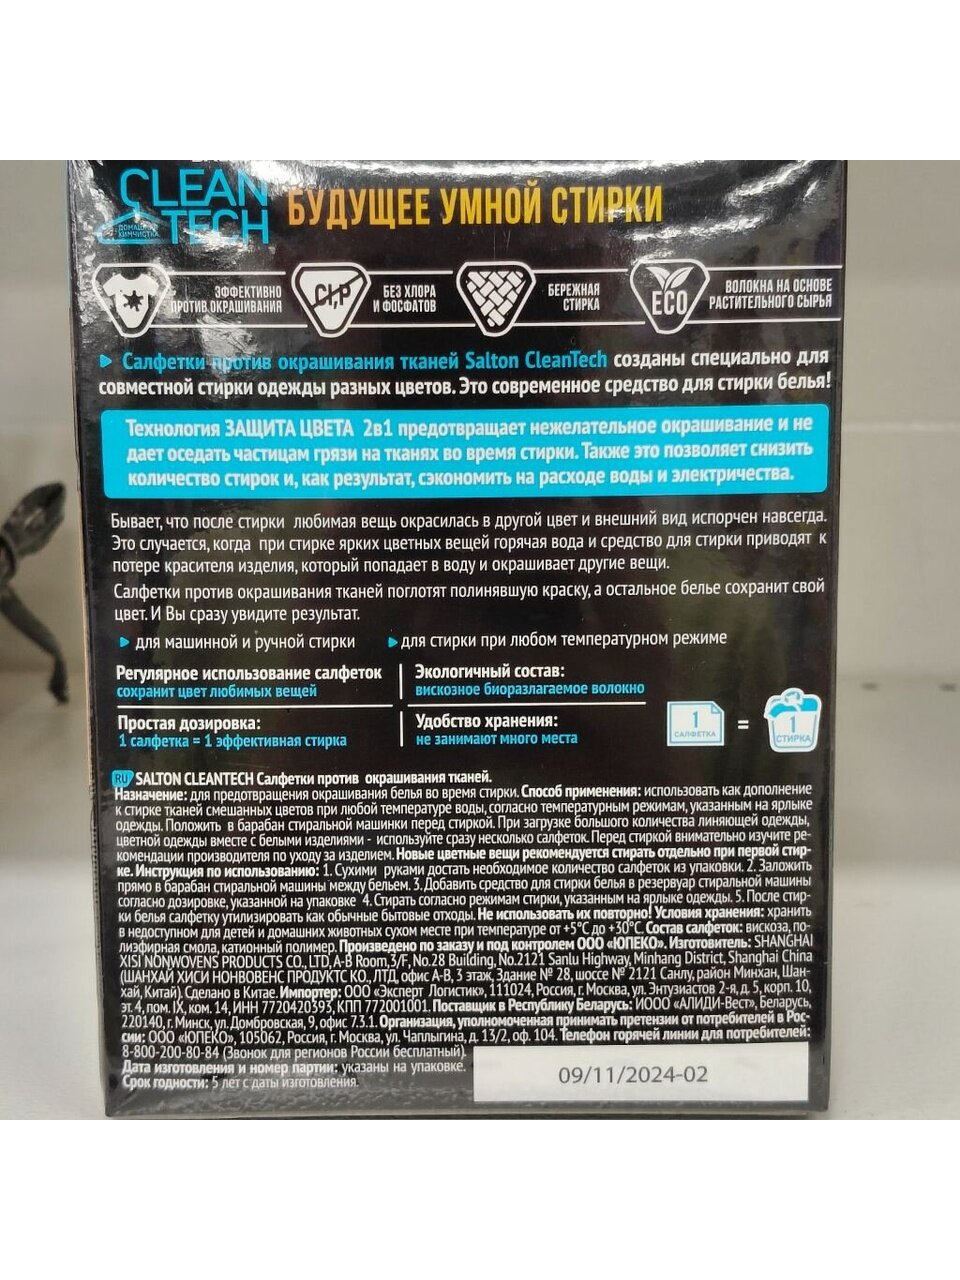 CLEAN
TECH
ДОМАШНЯЯ
ХИМЧИСТКА
БУДУЩЕЕ УМНОЙ СТИРКИ
ЭФФЕКТИВНО
ПРОТИВ ОКРАШИВАНИЯ
Cl,P
БЕЗ ХЛОРА
И ФОСФАТОВ
БЕРЕЖНАЯ
СТИРКА
ECO
ВОЛОКНА НА ОСНОВЕ
РАСТИТЕЛЬНОГО СЫРЬЯ
Салфетки против окрашивания тканей Salton CleanTech созданы специально для
совместной стирки одежды разных цветов. Это современное средство для стирки белья!
Технология ЗАЩИТА ЦВЕТА 2в1 предотвращает нежелательное окрашивание и не
дает оседать частицам грязи на тканях во время стирки. Также это позволяет снизить
количество стирок и, как результат, сэкономить на расходе воды и электричества.
Бывает, что после стирки любимая вещь окрасилась в другой цвет и внешний вид испорчен навсегда.
Это случается, когда при стирке ярких цветных вещей горячая вода и средство для стирки приводят к
потере красителя изделия, который попадает в воду и окрашивает другие вещи.
Салфетки против окрашивания тканей поглотят полинявшую краску, а остальное белье сохранит свой
цвет. И Вы сразу увидите результат.
для машинной и ручной стирки
для стирки при любом температурном режиме
Регулярное использование салфеток
сохранит цвет любимых вещей
Экологичный состав:
вискозное биоразлагаемое волокно
Простая дозировка:
1 салфетка = 1 эффективная стирка
Удобство хранения:
не занимают много места
1
САЛФЕТКА
=
1
СТИРКА
RU SALTON CLEANTECH Салфетки против окрашивания тканей.
Назначение: для предотвращения окрашивания белья во время стирки. Способ применения: использовать как дополнение
к стирке тканей смешанных цветов при любой температуре воды, согласно температурным режимам, указанным на ярлыке
одежды. Положить в барабан стиральной машинки перед стиркой. При загрузке большого количества линяющей одежды,
цветной одежды вместе с белыми изделиями - используйте сразу несколько салфеток. Перед стиркой внимательно изучите ре-
комендации производителя по уходу за изделием. Новые цветные вещи рекомендуется стирать отдельно при первой стир-
ке. Инструкция по использованию: 1. Сухими руками достать необходимое количество салфеток из упаковки. 2. Заложить
прямо в барабан стиральной машины между бельем. 3. Добавить средство для стирки белья в резервуар стиральной машины
согласно дозировке, указанной на упаковке 4. Стирать согласно режимам стирки, указанным на ярлыке одежды. 5. После стир-
ки белья салфетку утилизировать как обычные бытовые отходы. Не использовать их повторно! Условия хранения: хранить
в недоступном для детей и домашних животных сухом месте при температуре от +5°C до +30°C. Состав салфеток: вискоза, по-
лиэфирная смола, катионный полимер. Произведено по заказу и под контролем ООО «ЮПЕКО». Изготовитель: SHANGHAI
XISI NONWOVENS PRODUCTS CO., LTD, A-B Room,3/F, No.28 Building, No.2121 Sanlu Highway, Minhang District, Shanghai China
(ШАНХАЙ ХИСИ НОНВОВЕНС ПРОДУКТС КО., ЛТД, офис А-В, 3 этаж, Здание № 28, шоссе № 2121 Санлу, район Минхан, Шан-
хай, Китай). Сделано в Китае. Импортер: ООО «Эксперт Логистик», 111024, Россия, г. Москва, ул. Энтузиастов 2-я, д. 5, корп. 10,
эт. 4, пом. IX, ком. 14, ИНН 7720420393, КПП 772001001. Поставщик в Республику Беларусь: ИООО «АЛИДИ-Вест», Беларусь,
220140, г. Минск, ул. Домбровская, 9, офис 7.3.1. Организация, уполномоченная принимать претензии от потребителей в Рос-
сии: ООО «ЮПЕКО», 105062, Россия, г. Москва, ул. Чаплыгина, д. 13/2, оф. 104. Телефон горячей линии для потребителей:
8-800-200-80-84 (Звонок для регионов России бесплатный).
Дата изготовления и номер партии: указаны на упаковке.
Срок годности: 5 лет с даты изготовления.
09/11/2024-02